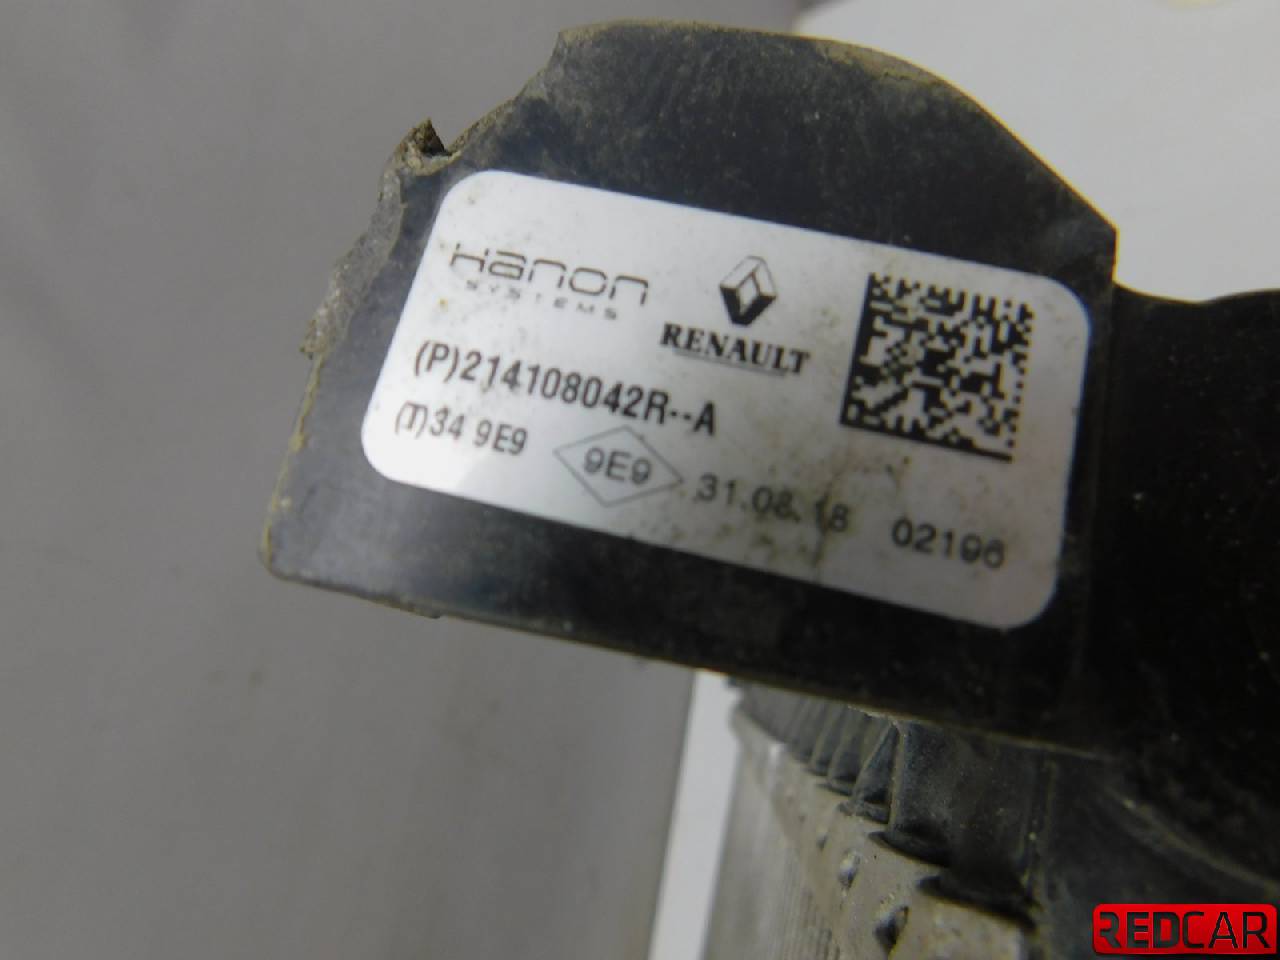 Hanon
SYSTEMS
RENAULT
(P)214108042R--A
(T)34 9E9
9E9 31.08.18 02196
REDCAR